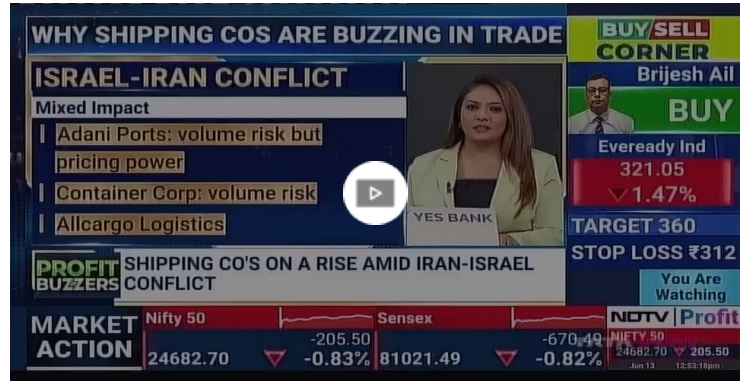 WHY SHIPPING COS ARE BUZZING IN TRADE
ISRAEL-IRAN CONFLICT
Mixed Impact
Adani Ports: volume risk but
pricing power
Container Corp: volume risk
Allcargo Logistics
YES BANK
PROFIT
BUZZERS
SHIPPING CO'S ON A RISE AMID IRAN-ISRAEL
CONFLICT
BUY/SELL
CORNER
Brijesh Ail
BUY
Eveready Ind
321.05
▼ 1.47%
TARGET 360
STOP LOSS ₹312
You Are
Watching
NDTV Profit
MARKET
ACTION
Nifty 50
-205.50
24682.70 ▼ -0.83%
Sensex
-670.49
81021.49 ▼ -0.82%
NIFTY 50
24682.70 ▼ 205.50
Jun 13 12:53:18pm